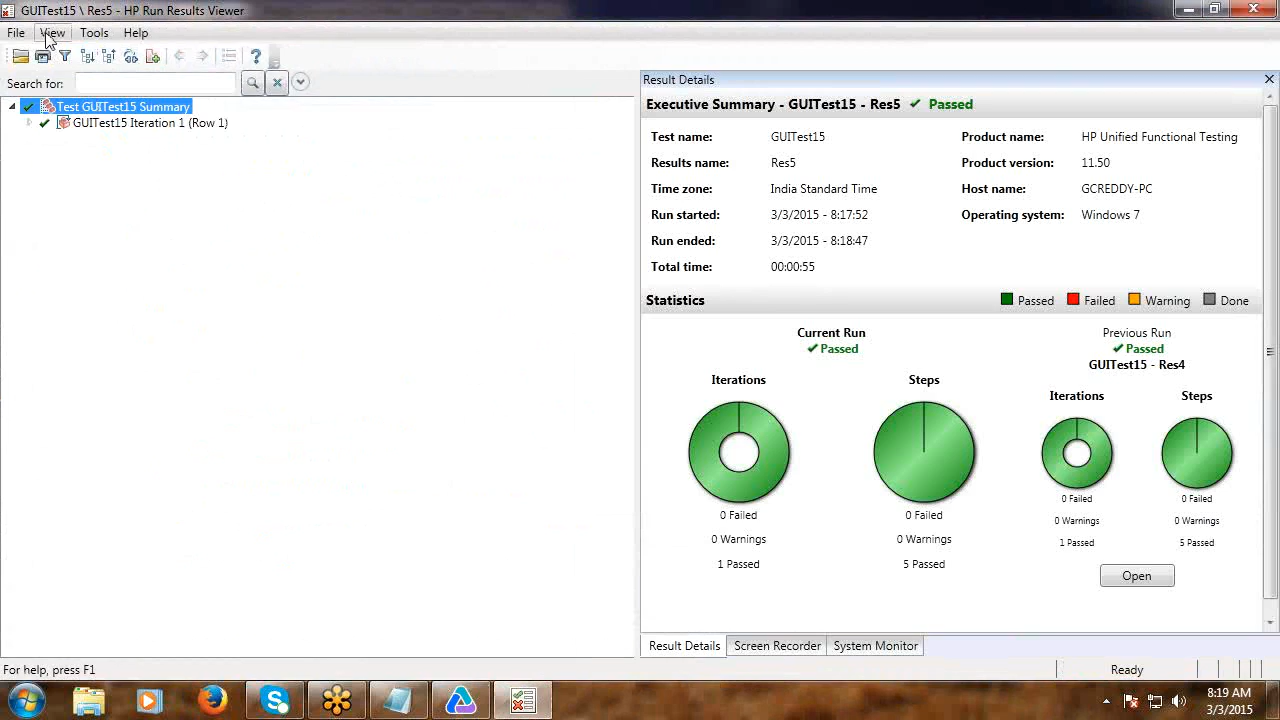 GUITest15 \ Res5 - HP Run Results Viewer
File View Tools Help
Search for:
Test GUITest15 Summary
GUITest15 Iteration 1 (Row 1)
Result Details
Executive Summary - GUITest15 - Res5 Passed
Test name: GUITest15 Product name: HP Unified Functional Testing
Results name: Res5 Product version: 11.50
Time zone: India Standard Time Host name: GCREDDY-PC
Run started: 3/3/2015 - 8:17:52 Operating system: Windows 7
Run ended: 3/3/2015 - 8:18:47
Total time: 00:00:55
Statistics Passed Failed Warning Done
Current Run Previous Run
Passed Passed
GUITest15 - Res4
Iterations Steps Iterations Steps
0 Failed 0 Failed 0 Failed 0 Failed
0 Warnings 0 Warnings 0 Warnings 0 Warnings
1 Passed 5 Passed 1 Passed 5 Passed
Open
Result Details Screen Recorder System Monitor
For help, press F1 Ready
8:19 AM
3/3/2015